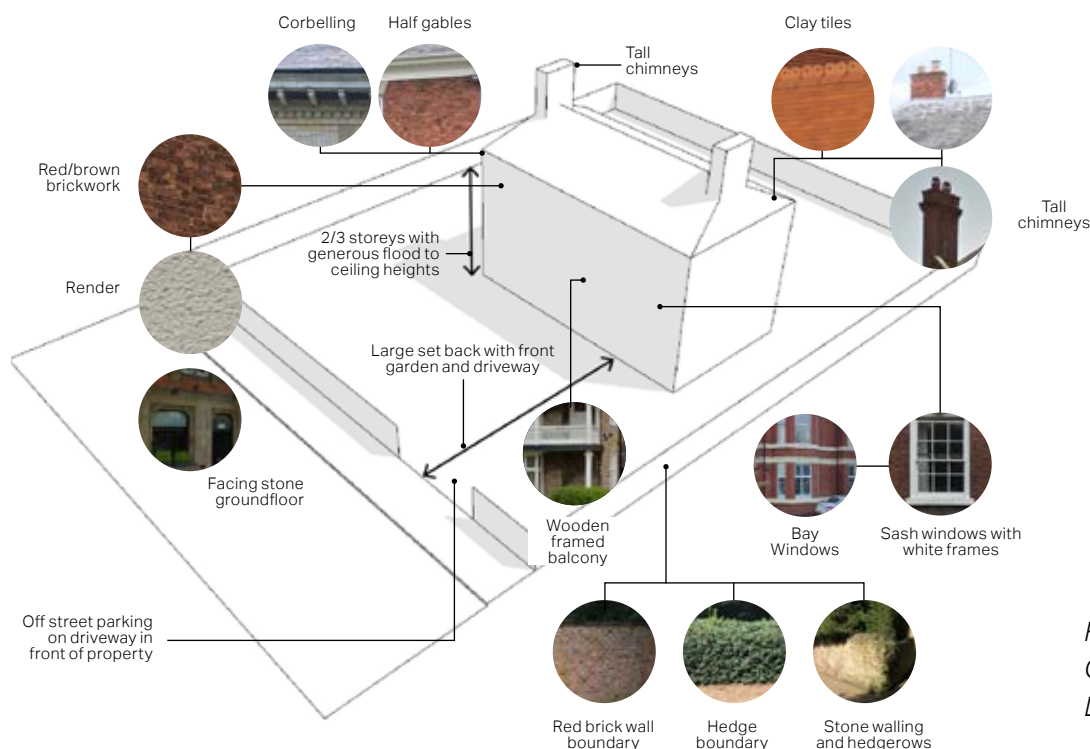 Corbelling
Half gables
Clay tiles
Tall
chimneys
Red/brown
brickwork
Tall
chimneys
2/3 storeys with
generous flood to
ceiling heights
Render
Large set back with front
garden and driveway
Facing stone
groundfloor
Wooden
framed
balcony
Bay
Windows
Sash windows with
white frames
Off street parking
on driveway in
front of property
Red brick wall
boundary
Hedge
boundary
Stone walling
and hedgerows